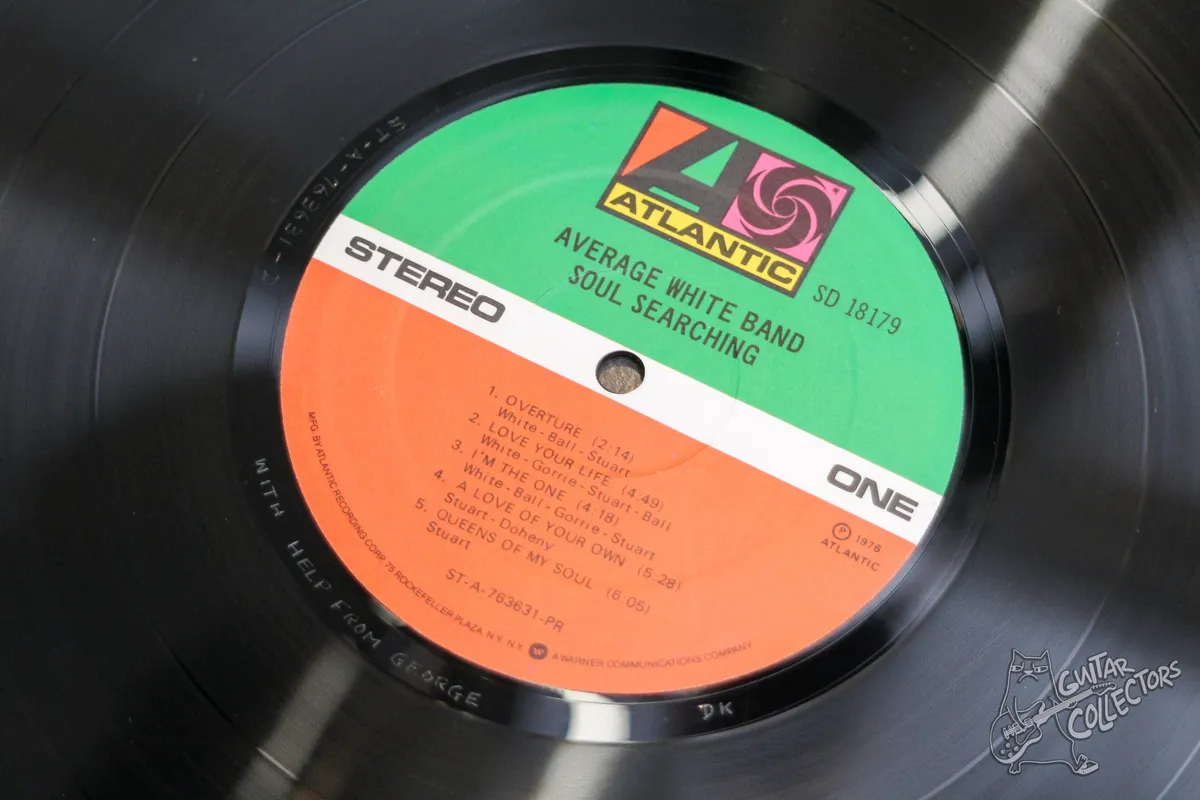 ATLANTIC
AVERAGE WHITE BAND
SOUL SEARCHING
SD 18179
STEREO
ONE
1. OVERTURE (2:14)
White - Ball - Stuart
2. LOVE YOUR LIFE (4:49)
White - Gorrie - Stuart - Ball
3. I'M THE ONE (4:18)
White - Ball - Gorrie - Stuart
4. A LOVE OF YOUR OWN (5:28)
Stuart - Doheny
5. QUEENS OF MY SOUL (6:05)
Stuart
ST-A-763631-PR
Ⓟ 1976
ATLANTIC
MFG. BY ATLANTIC RECORDING CORP. 75 ROCKEFELLER PLAZA, N.Y. N.Y. W A WARNER COMMUNICATIONS COMPANY
ST-A-763631-2
WITH HELP FROM GEORGE
DK
GUITAR
COLLECTORS